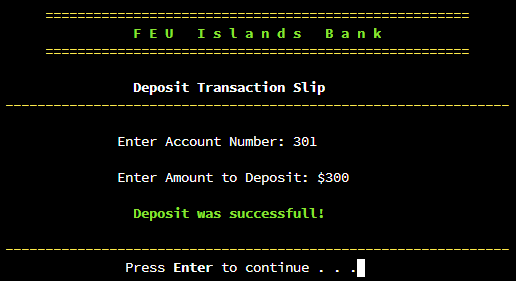 F E U   I s l a n d s   B a n k
Deposit Transaction Slip
Enter Account Number: 301
Enter Amount to Deposit: $300
Deposit was successfull!
Press Enter to continue . . .